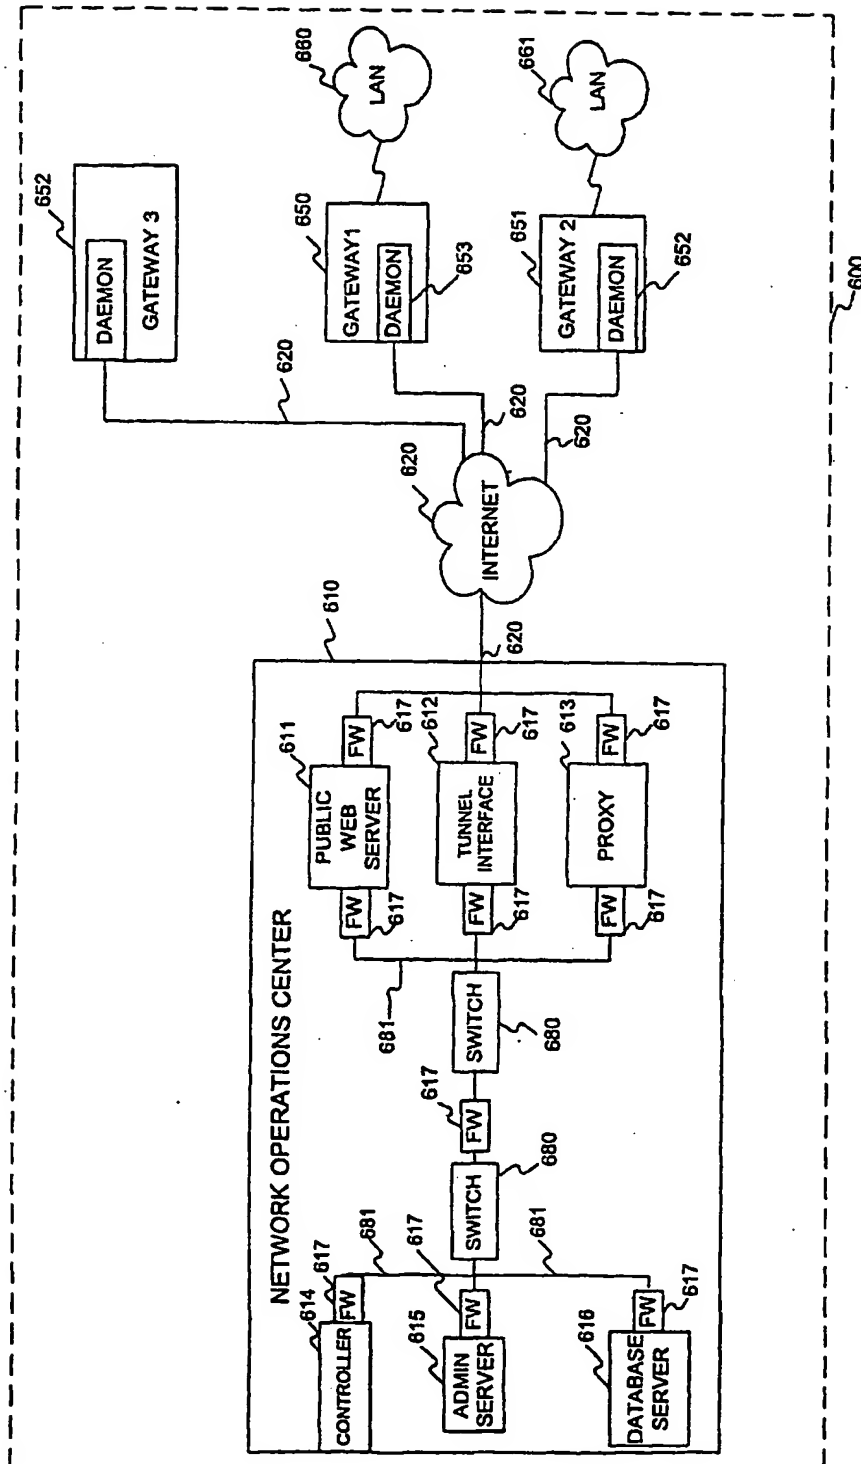 600
NETWORK OPERATIONS CENTER
610
614
617
CONTROLLER
FW
681
615
617
ADMIN
SERVER
FW
681
616
DATABASE
SERVER
FW
617
SWITCH
680
FW
617
SWITCH
680
681
611
FW
617
PUBLIC
WEB
SERVER
FW
617
612
FW
617
TUNNEL
INTERFACE
FW
617
613
FW
617
PROXY
FW
617
620
INTERNET
620
620
620
620
652
DAEMON
GATEWAY 3
650
GATEWAY1
DAEMON
653
660
LAN
651
GATEWAY 2
DAEMON
652
661
LAN